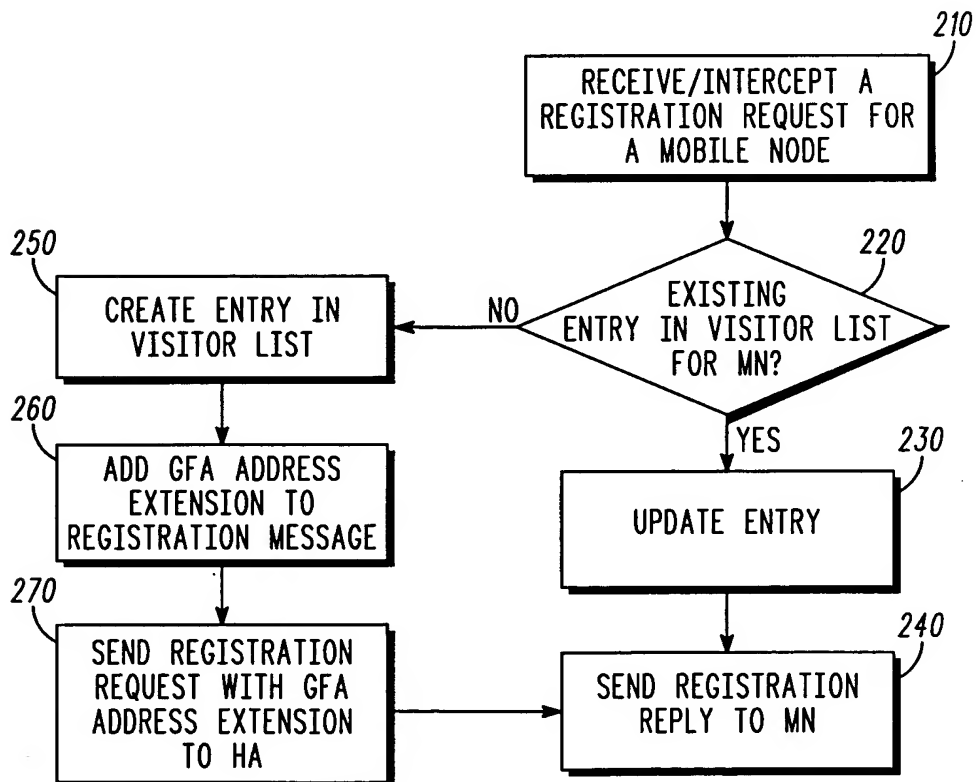 210
RECEIVE/INTERCEPT A
REGISTRATION REQUEST FOR
A MOBILE NODE
220
EXISTING
ENTRY IN VISITOR LIST
FOR MN?
NO
YES
250
CREATE ENTRY IN
VISITOR LIST
260
ADD GFA ADDRESS
EXTENSION TO
REGISTRATION MESSAGE
270
SEND REGISTRATION
REQUEST WITH GFA
ADDRESS EXTENSION
TO HA
230
UPDATE ENTRY
240
SEND REGISTRATION
REPLY TO MN